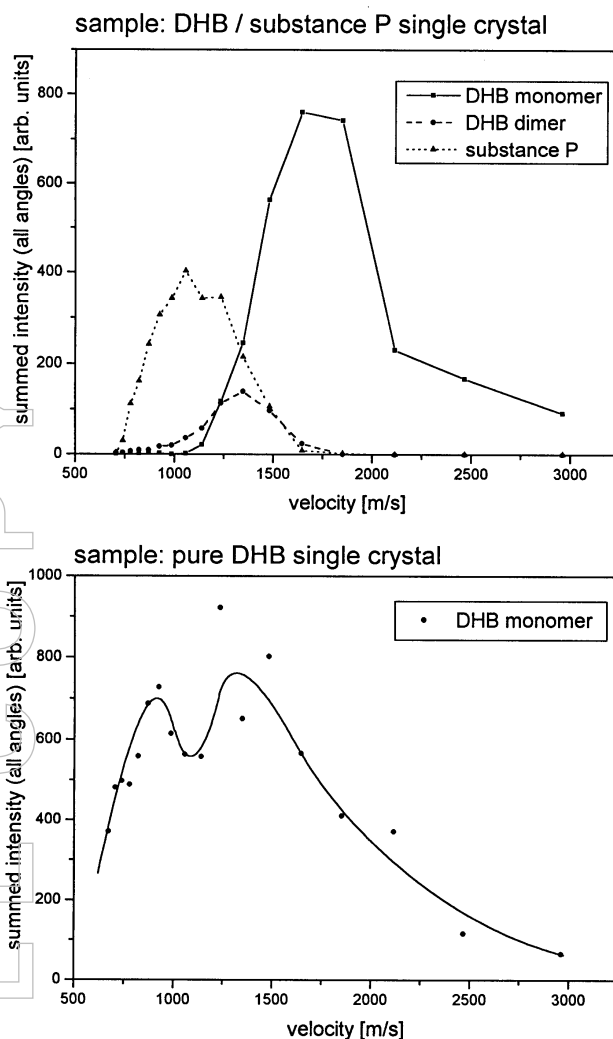 sample: DHB / substance P single crystal
summed intensity (all angles) [arb. units]
800
600
400
200
0
DHB monomer
DHB dimer
substance P
500 1000 1500 2000 2500 3000
velocity [m/s]
sample: pure DHB single crystal
summed intensity (all angles) [arb. units]
1000
800
600
400
200
0
DHB monomer
500 1000 1500 2000 2500 3000
velocity [m/s]